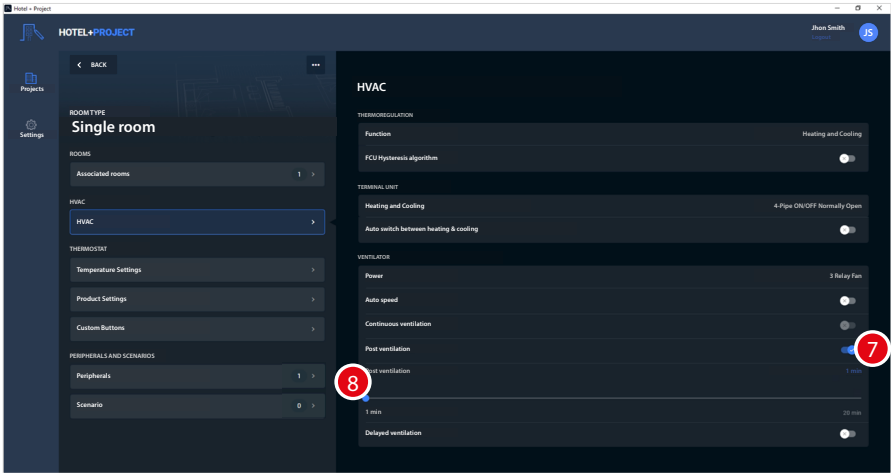 Hotel + Project
HOTEL+PROJECT
Jhon Smith
Logout
JS
Projects
Settings
BACK
ROOM TYPE
Single room
ROOMS
Associated rooms 1
HVAC
HVAC
THERMOSTAT
Temperature Settings
Product Settings
Custom Buttons
PERIPHERALS AND SCENARIOS
Peripherals 1
Scenario 0
HVAC
THERMOREGULATION
Function Heating and Cooling
FCU Hysteresis algorithm
TERMINAL UNIT
Heating and Cooling 4-Pipe ON/OFF Normally Open
Auto switch between heating & cooling
VENTILATOR
Power 3 Relay Fan
Auto speed
Continuous ventilation
Post ventilation
7
Post ventilation 1 min
8
1 min 20 min
Delayed ventilation